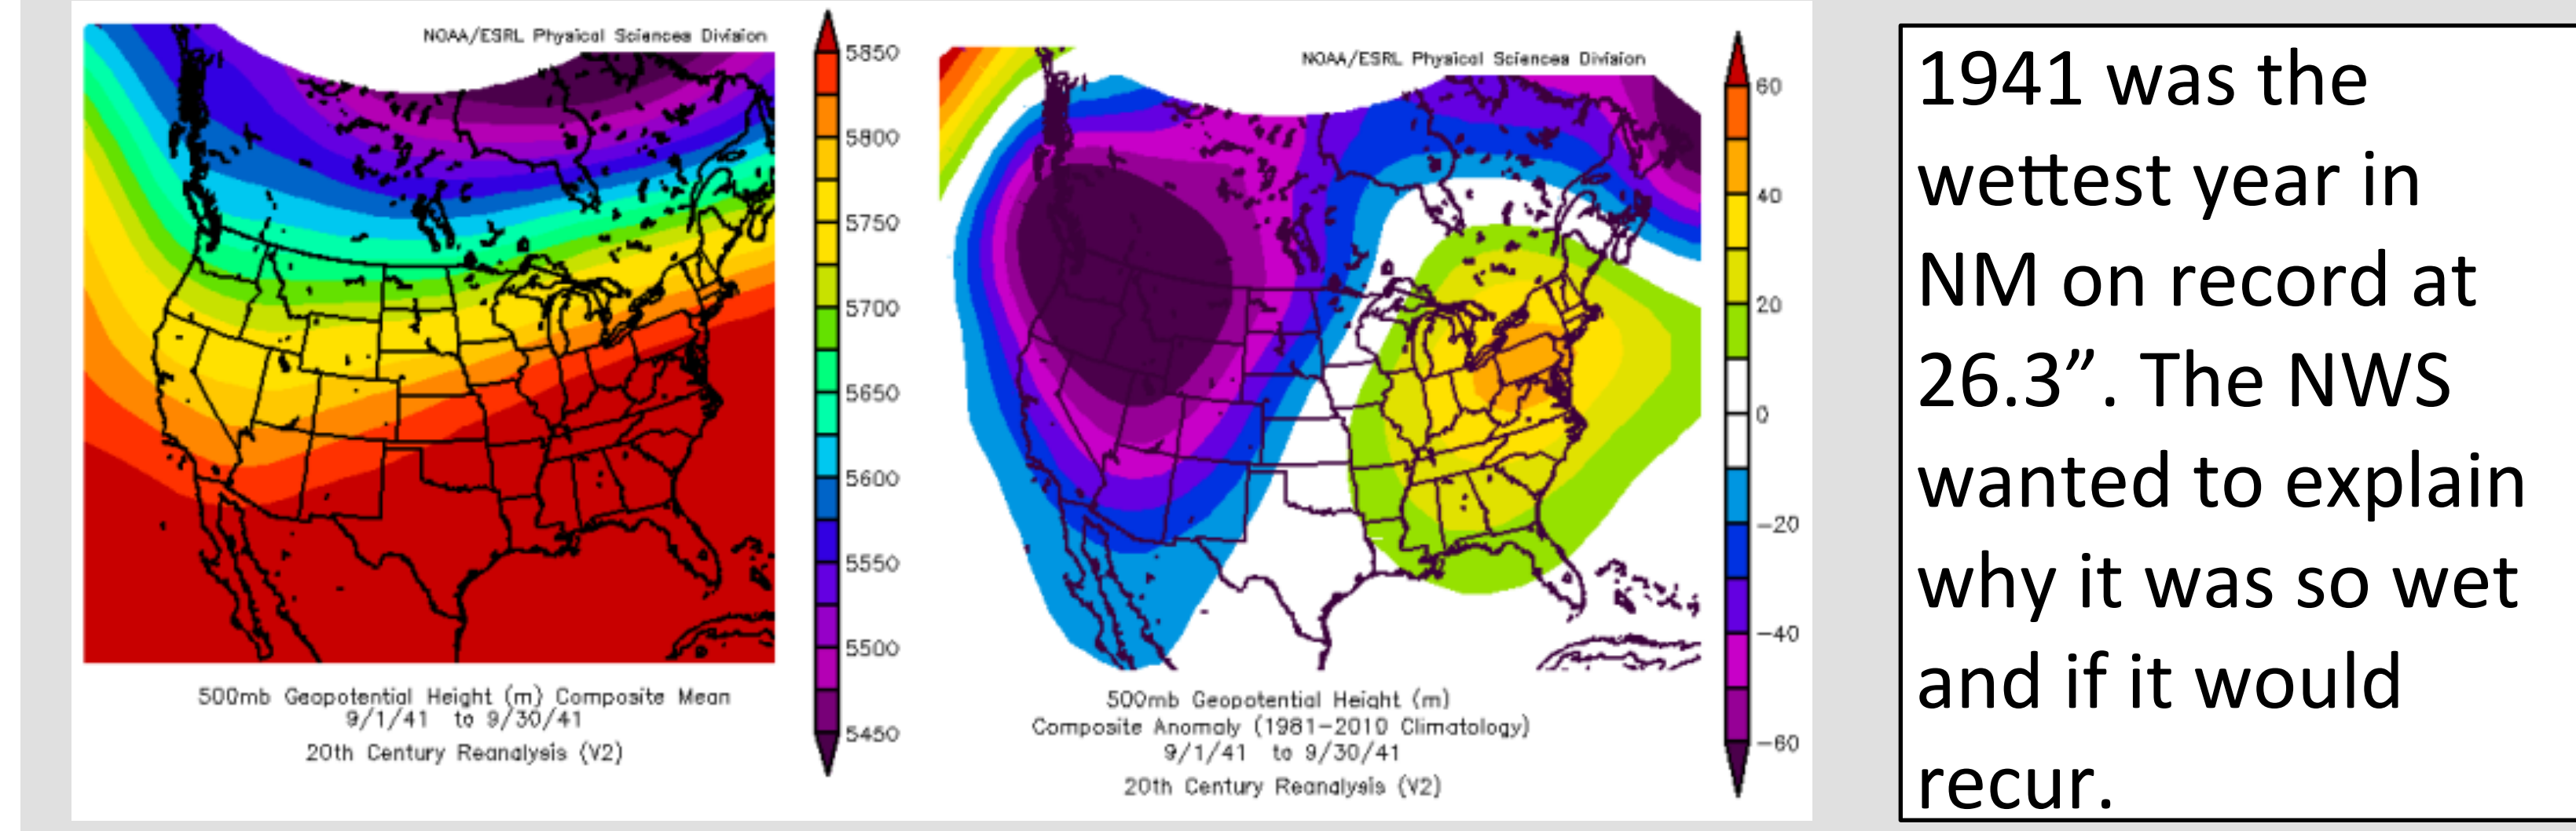 NOAA/ESRL Physical Sciences Division
5850
5800
5750
5700
5650
5600
5550
5500
5450
500mb Geopotential Height (m) Composite Mean
9/1/41 to 9/30/41
20th Century Reanalysis (V2)
NOAA/ESRL Physical Sciences Division
60
40
20
0
−20
−40
−60
500mb Geopotential Height (m)
Composite Anomaly (1981−2010 Climatology)
9/1/41 to 9/30/41
20th Century Reanalysis (V2)
1941 was the
wettest year in
NM on record at
26.3”. The NWS
wanted to explain
why it was so wet
and if it would
recur.